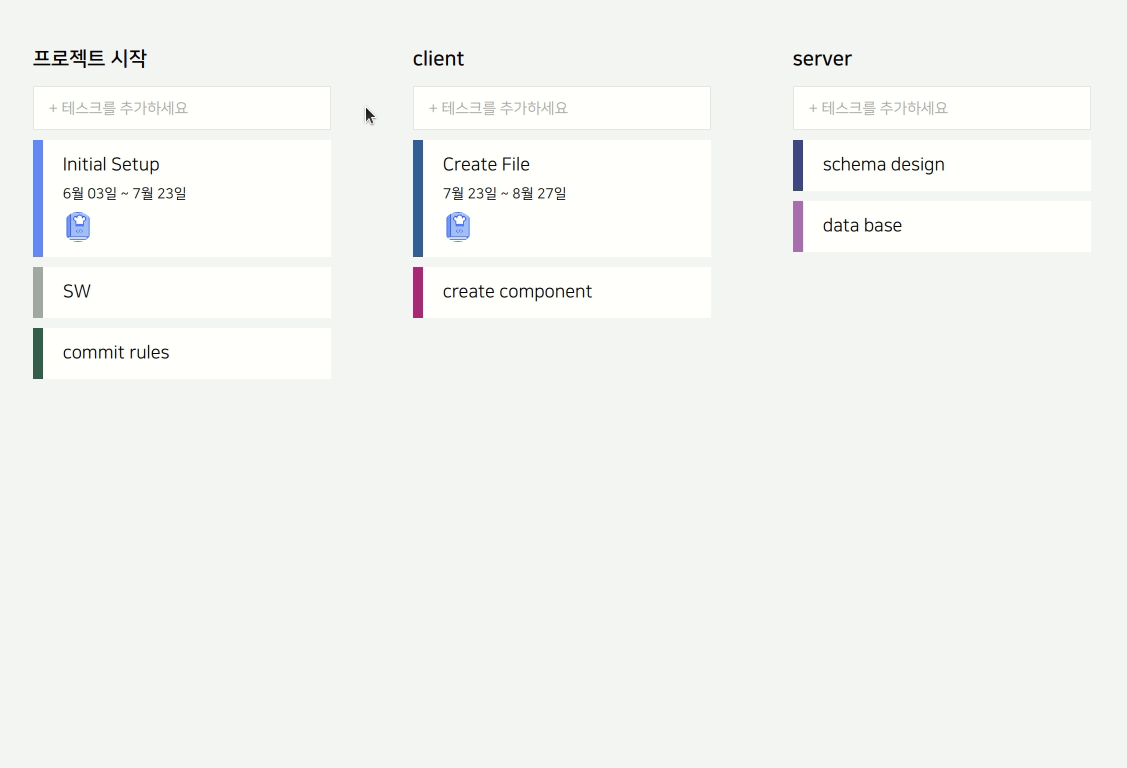 프로젝트 시작
+ 테스크를 추가하세요
Initial Setup
6월 03일 ~ 7월 23일
SW
commit rules
client
+ 테스크를 추가하세요
Create File
7월 23일 ~ 8월 27일
create component
server
+ 테스크를 추가하세요
schema design
data base